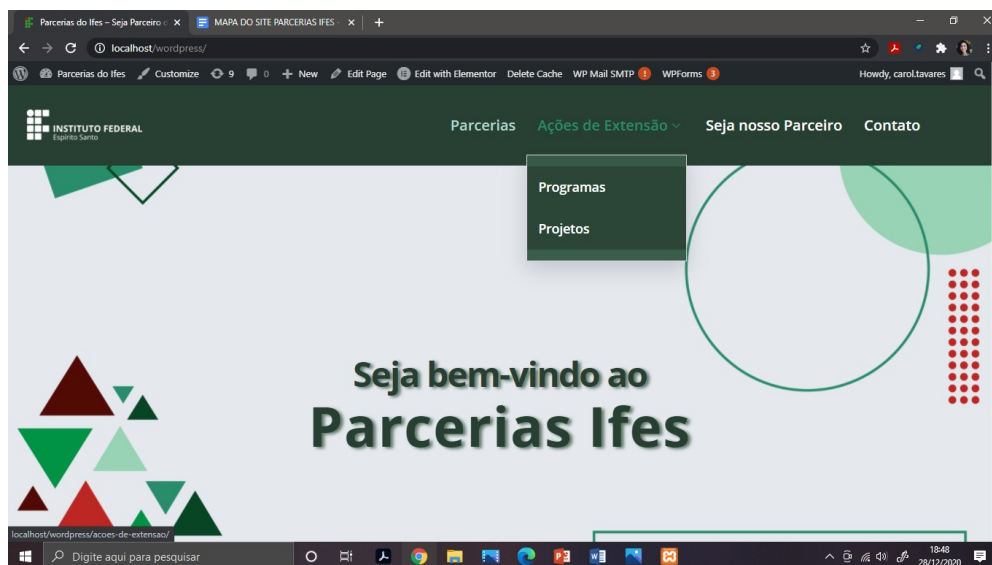 Parcerias do Ifes – Seja Parceiro d
MAPA DO SITE PARCERIAS IFES -
localhost/wordpress/
Parcerias do Ifes Customize 9 0 New Edit Page Edit with Elementor Delete Cache WP Mail SMTP 1 WPForms 3 Howdy, carol.tavares
INSTITUTO FEDERAL
Espírito Santo
Parcerias Ações de Extensão Seja nosso Parceiro Contato
Programas
Projetos
Seja bem-vindo ao
Parcerias Ifes
localhost/wordpress/acoes-de-extensao/
Digite aqui para pesquisar
18:48
28/12/2020